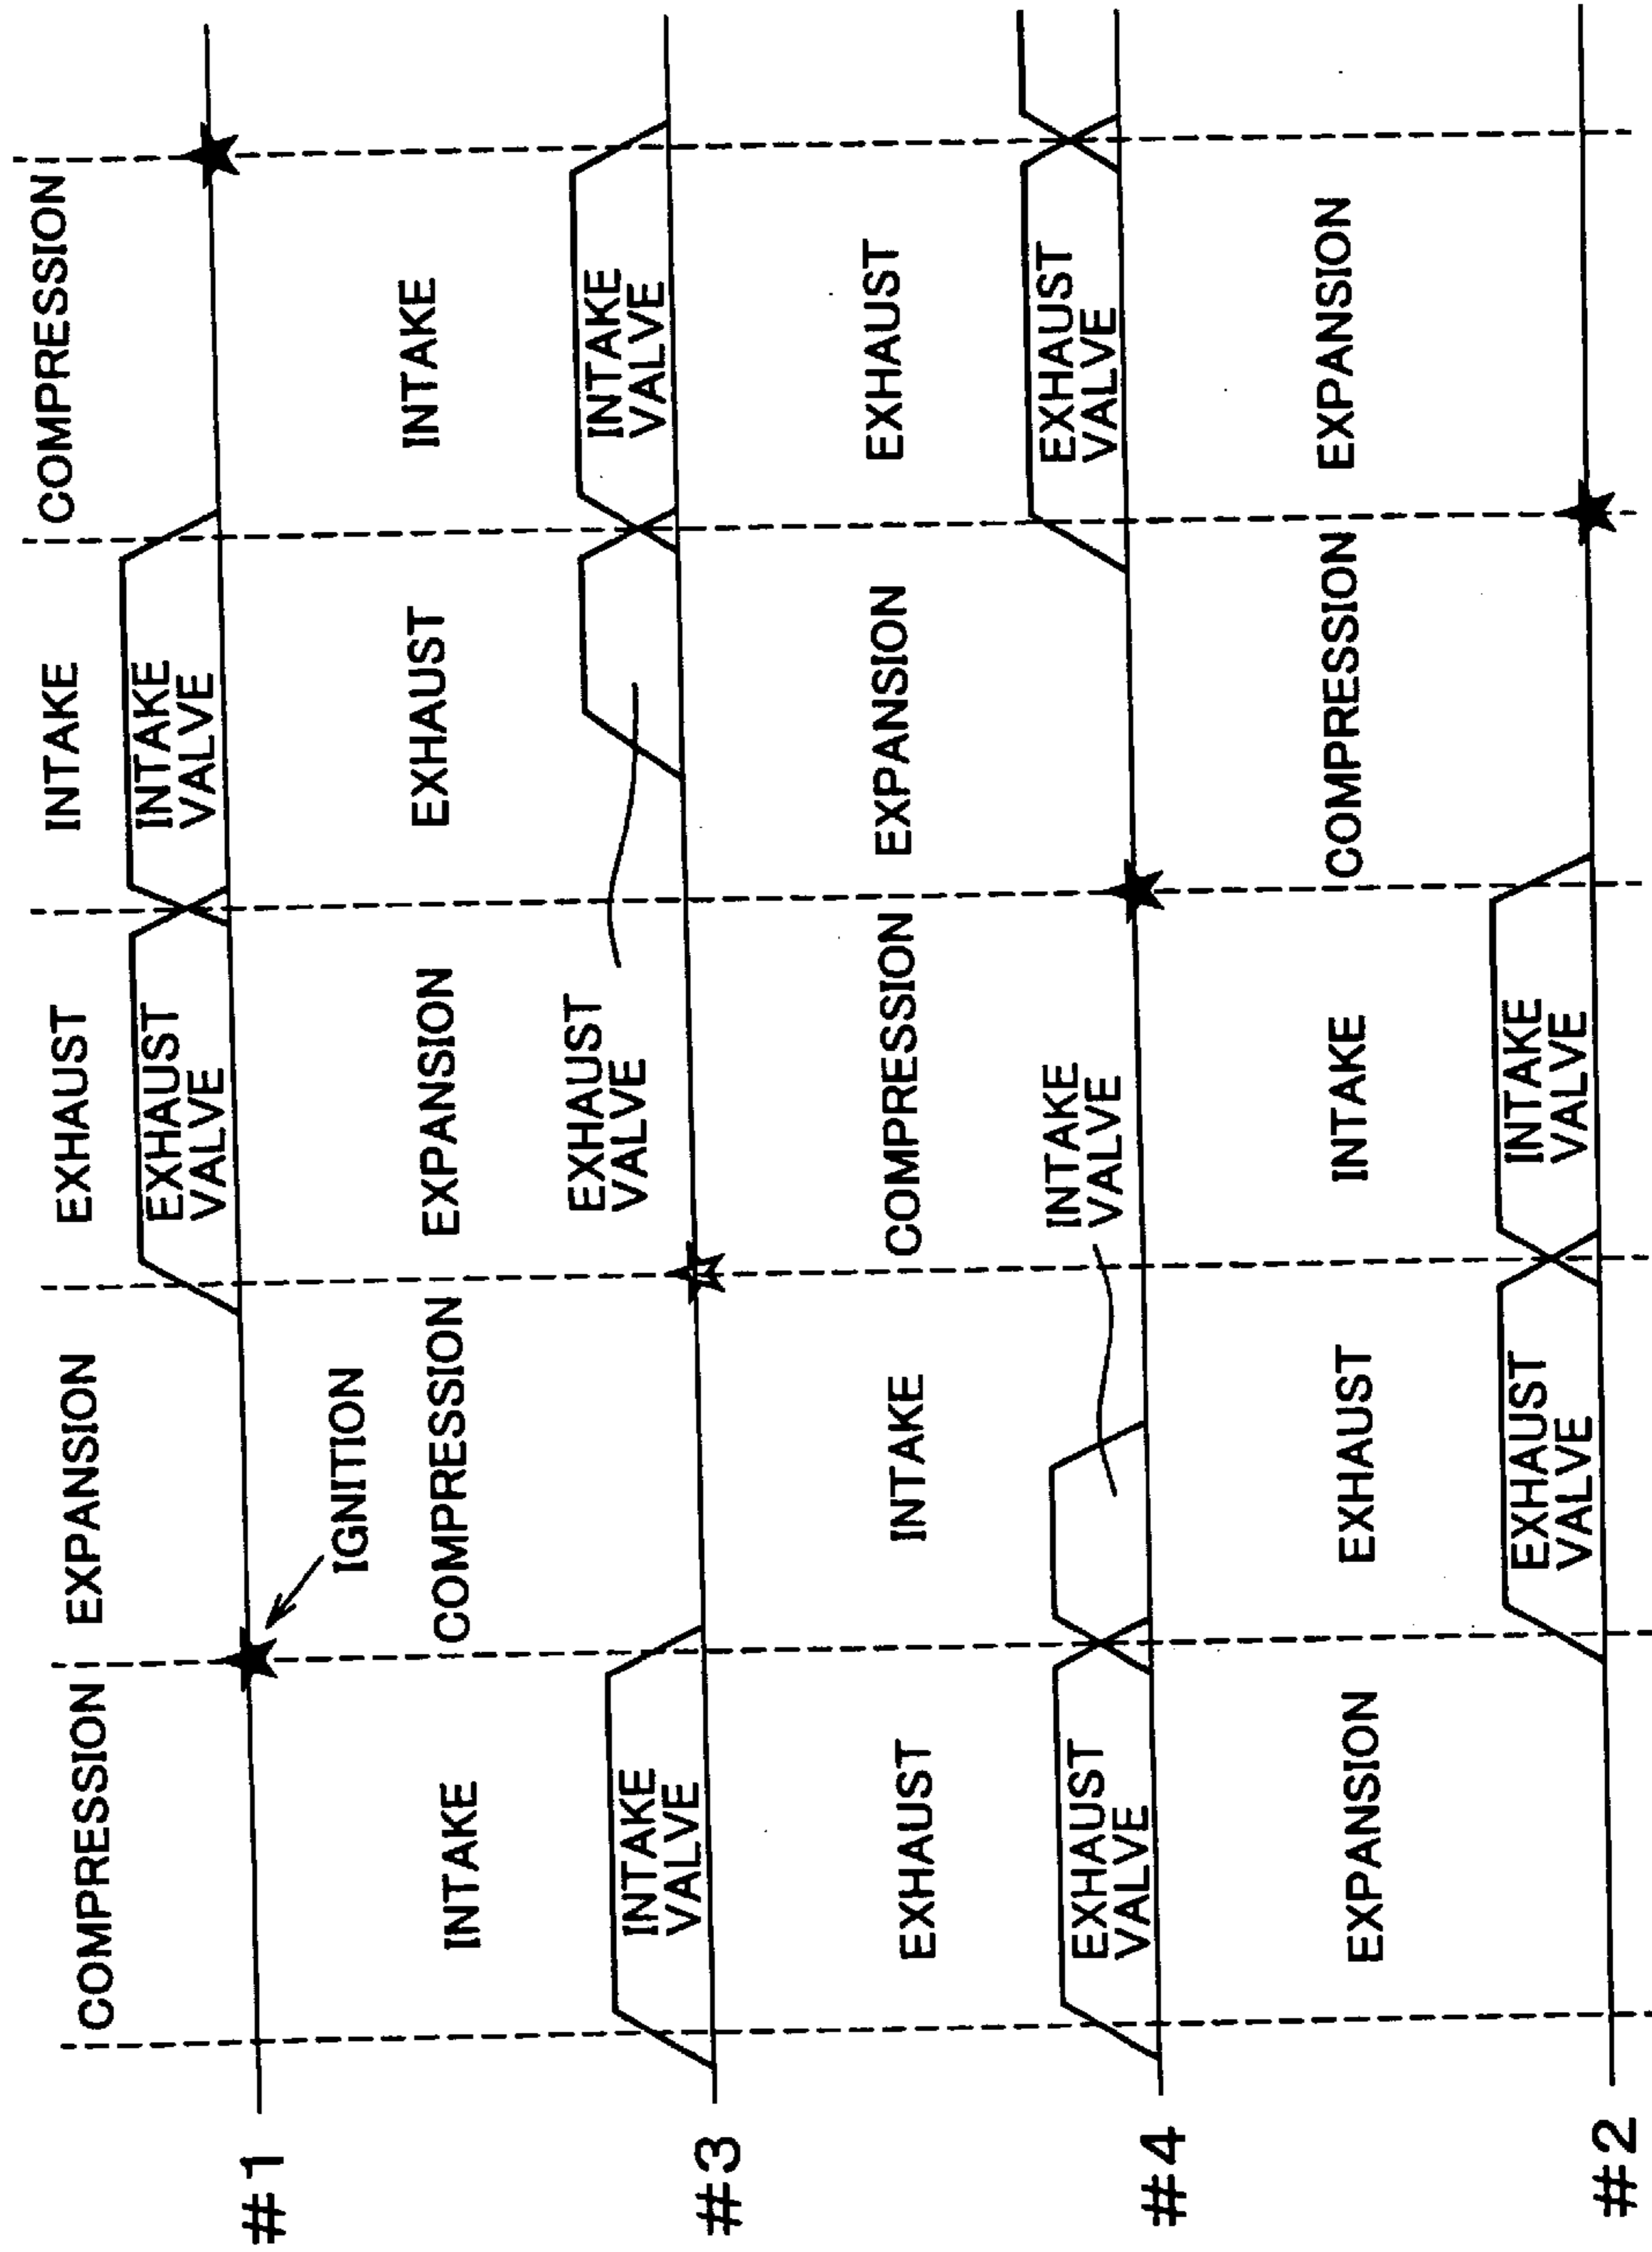 COMPRESSION EXPANSION EXHAUST INTAKE COMPRESSION
EXHAUST INTAKE
VALVE VALVE
#1
IGNITION
INTAKE COMPRESSION EXPANSION EXHAUST INTAKE
INTAKE EXHAUST INTAKE
VALVE VALVE VALVE
#3
EXHAUST INTAKE COMPRESSION EXPANSION EXHAUST
EXHAUST INTAKE EXHAUST
VALVE VALVE VALVE
#4
EXPANSION EXHAUST INTAKE COMPRESSION EXPANSION
EXHAUST INTAKE
VALVE VALVE
#2